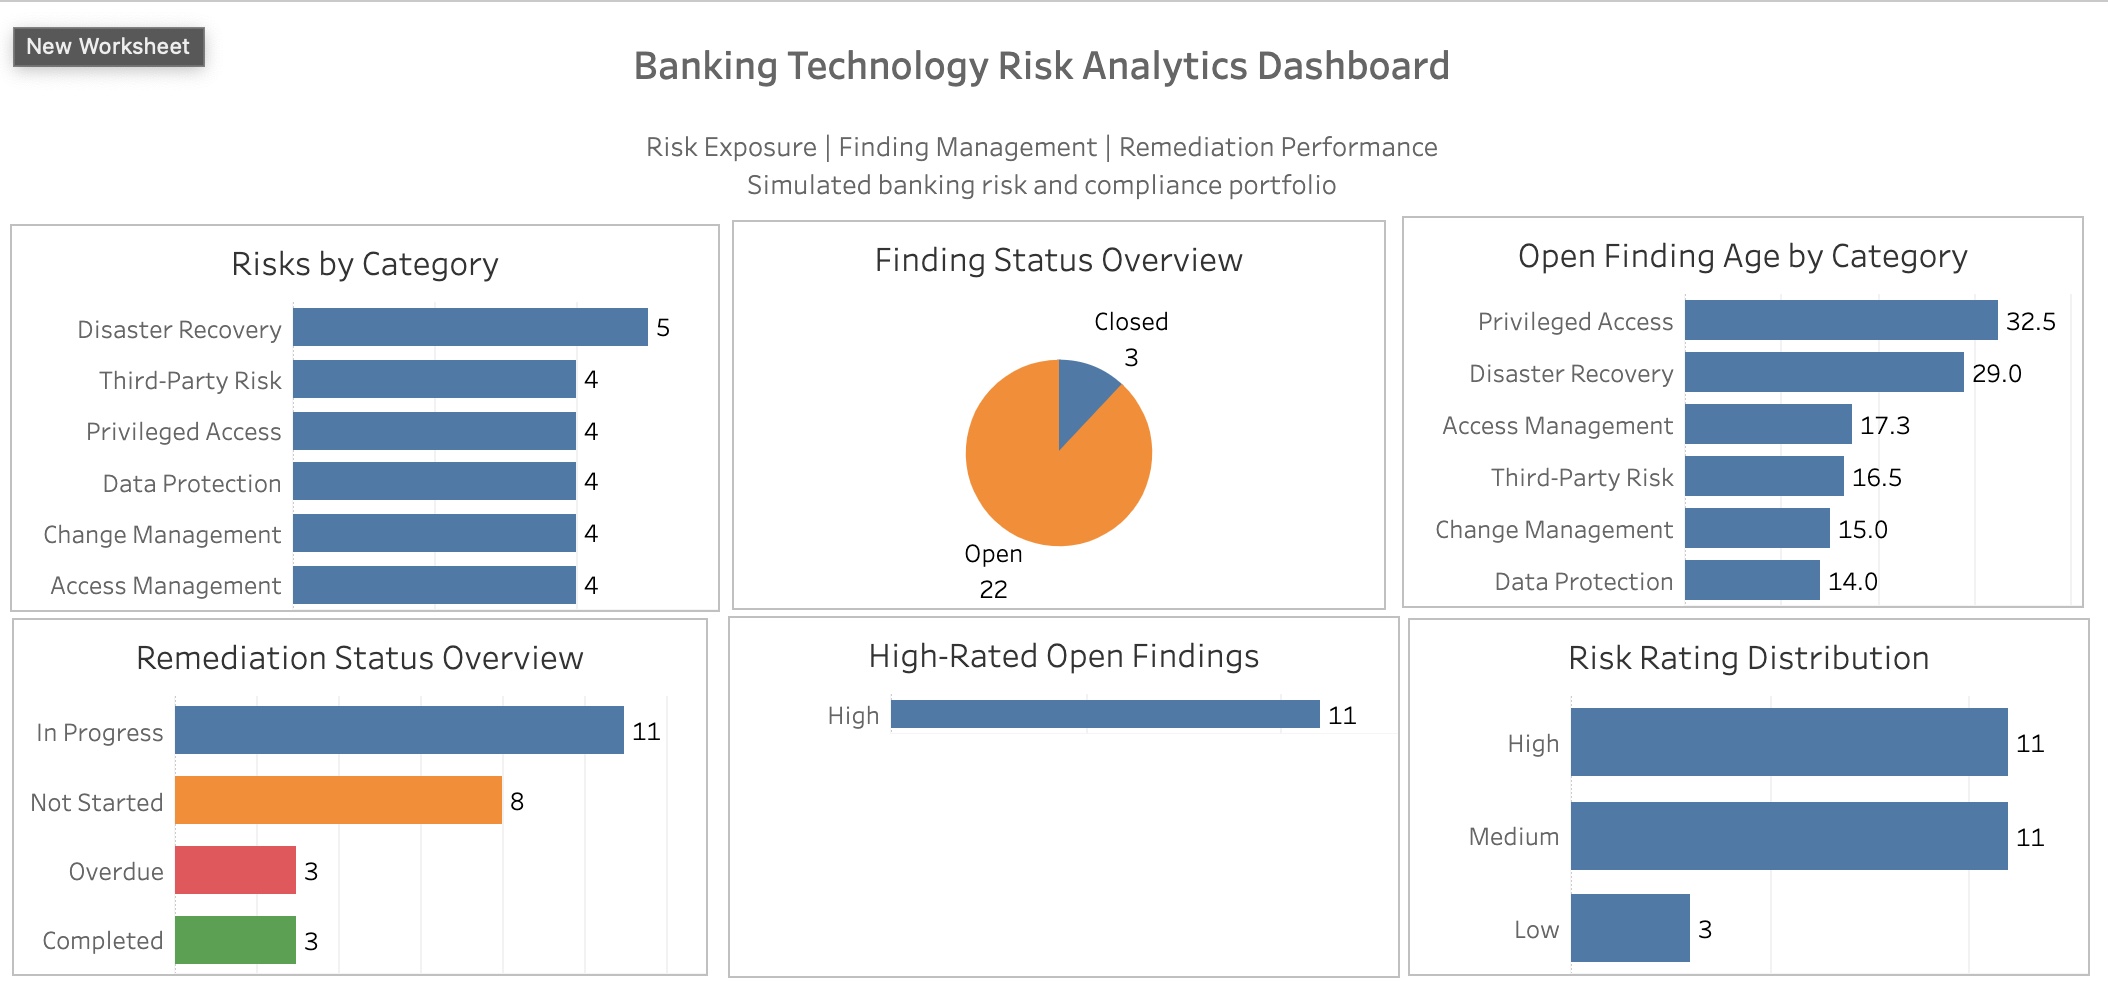 New Worksheet
Banking Technology Risk Analytics Dashboard
Risk Exposure | Finding Management | Remediation Performance
Simulated banking risk and compliance portfolio
Risks by Category
Disaster Recovery 5
Third-Party Risk 4
Privileged Access 4
Data Protection 4
Change Management 4
Access Management 4
Finding Status Overview
Closed
3
Open
22
Open Finding Age by Category
Privileged Access 32.5
Disaster Recovery 29.0
Access Management 17.3
Third-Party Risk 16.5
Change Management 15.0
Data Protection 14.0
Remediation Status Overview
In Progress 11
Not Started 8
Overdue 3
Completed 3
High-Rated Open Findings
High 11
Risk Rating Distribution
High 11
Medium 11
Low 3